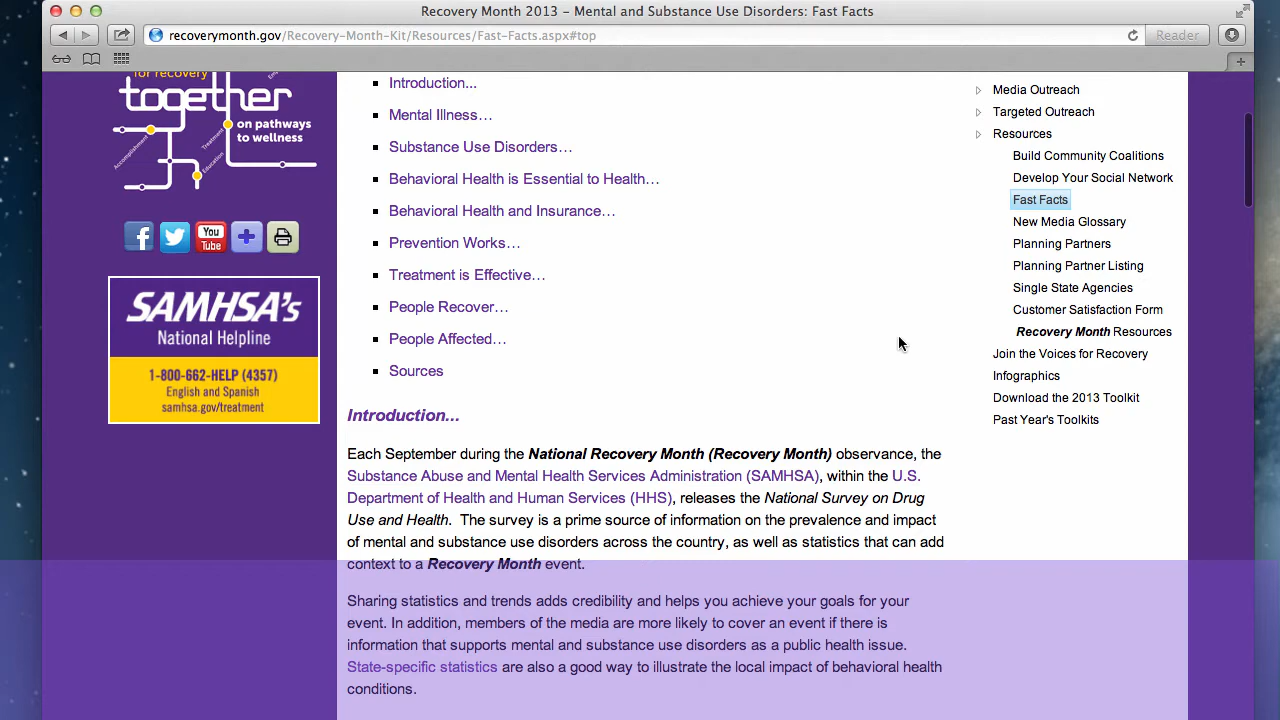 Recovery Month 2013 – Mental and Substance Use Disorders: Fast Facts
recoverymonth.gov/Recovery-Month-Kit/Resources/Fast-Facts.aspx#top
Reader
for recovery
together
on pathways
to wellness
Accomplishment
Treatment
Education
You
Tube
SAMHSA's
National Helpline
1-800-662-HELP (4357)
English and Spanish
samhsa.gov/treatment
Introduction...
Mental Illness…
Substance Use Disorders…
Behavioral Health is Essential to Health…
Behavioral Health and Insurance…
Prevention Works…
Treatment is Effective…
People Recover…
People Affected…
Sources
Introduction...
Each September during the National Recovery Month (Recovery Month) observance, the
Substance Abuse and Mental Health Services Administration (SAMHSA), within the U.S.
Department of Health and Human Services (HHS), releases the National Survey on Drug
Use and Health. The survey is a prime source of information on the prevalence and impact
of mental and substance use disorders across the country, as well as statistics that can add
context to a Recovery Month event.
Sharing statistics and trends adds credibility and helps you achieve your goals for your
event. In addition, members of the media are more likely to cover an event if there is
information that supports mental and substance use disorders as a public health issue.
State-specific statistics are also a good way to illustrate the local impact of behavioral health
conditions.
Media Outreach
Targeted Outreach
Resources
Build Community Coalitions
Develop Your Social Network
Fast Facts
New Media Glossary
Planning Partners
Planning Partner Listing
Single State Agencies
Customer Satisfaction Form
Recovery Month Resources
Join the Voices for Recovery
Infographics
Download the 2013 Toolkit
Past Year's Toolkits